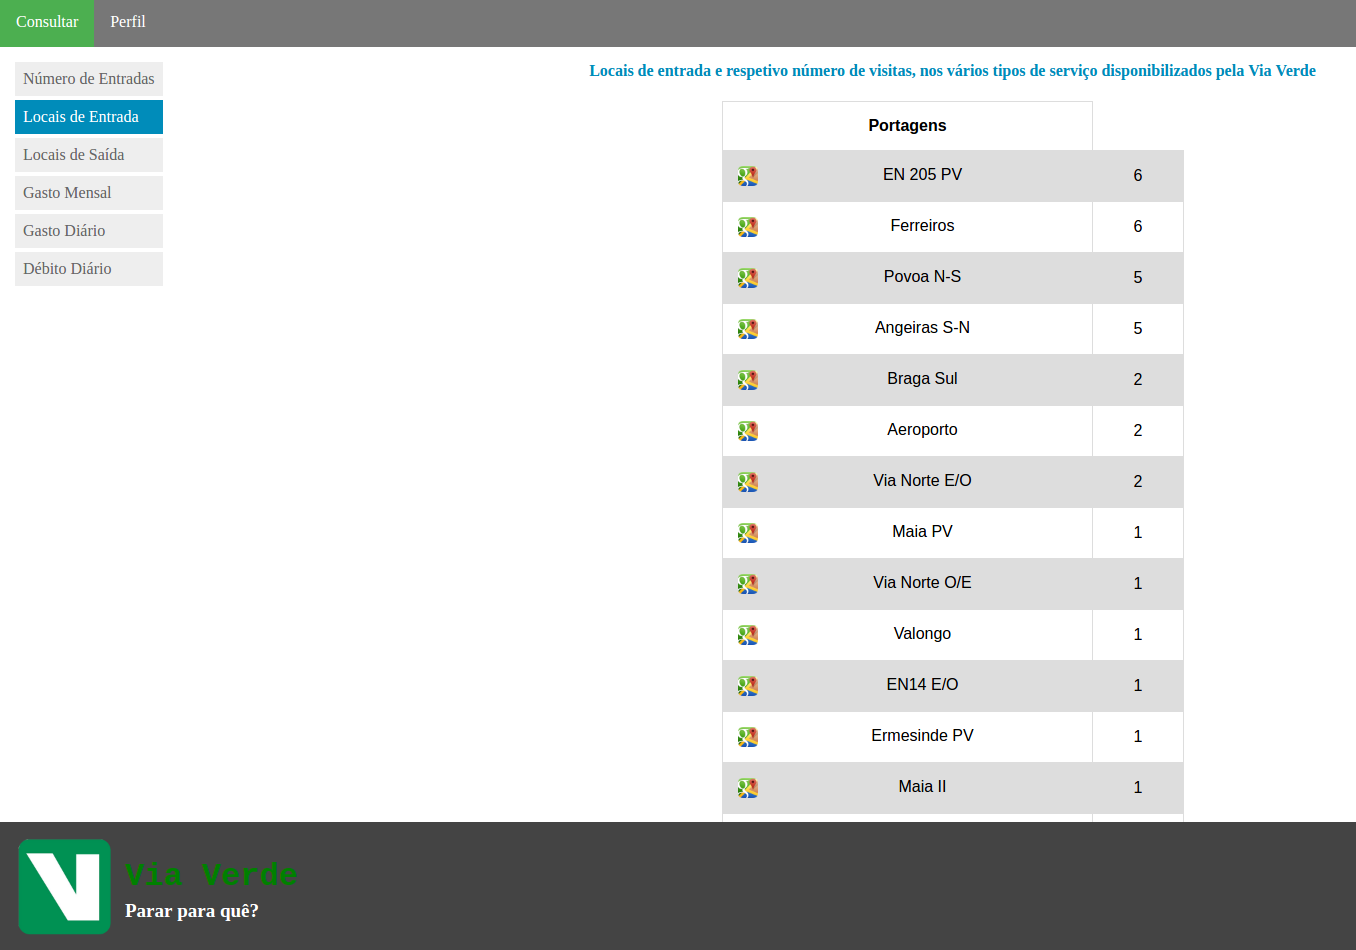 Consultar Perfil
Número de Entradas
Locais de Entrada
Locais de Saída
Gasto Mensal
Gasto Diário
Débito Diário
Locais de entrada e respetivo número de visitas, nos vários tipos de serviço disponibilizados pela Via Verde
Portagens
EN 205 PV 6
Ferreiros 6
Povoa N-S 5
Angeiras S-N 5
Braga Sul 2
Aeroporto 2
Via Norte E/O 2
Maia PV 1
Via Norte O/E 1
Valongo 1
EN14 E/O 1
Ermesinde PV 1
Maia II 1
Via Verde
Parar para quê?